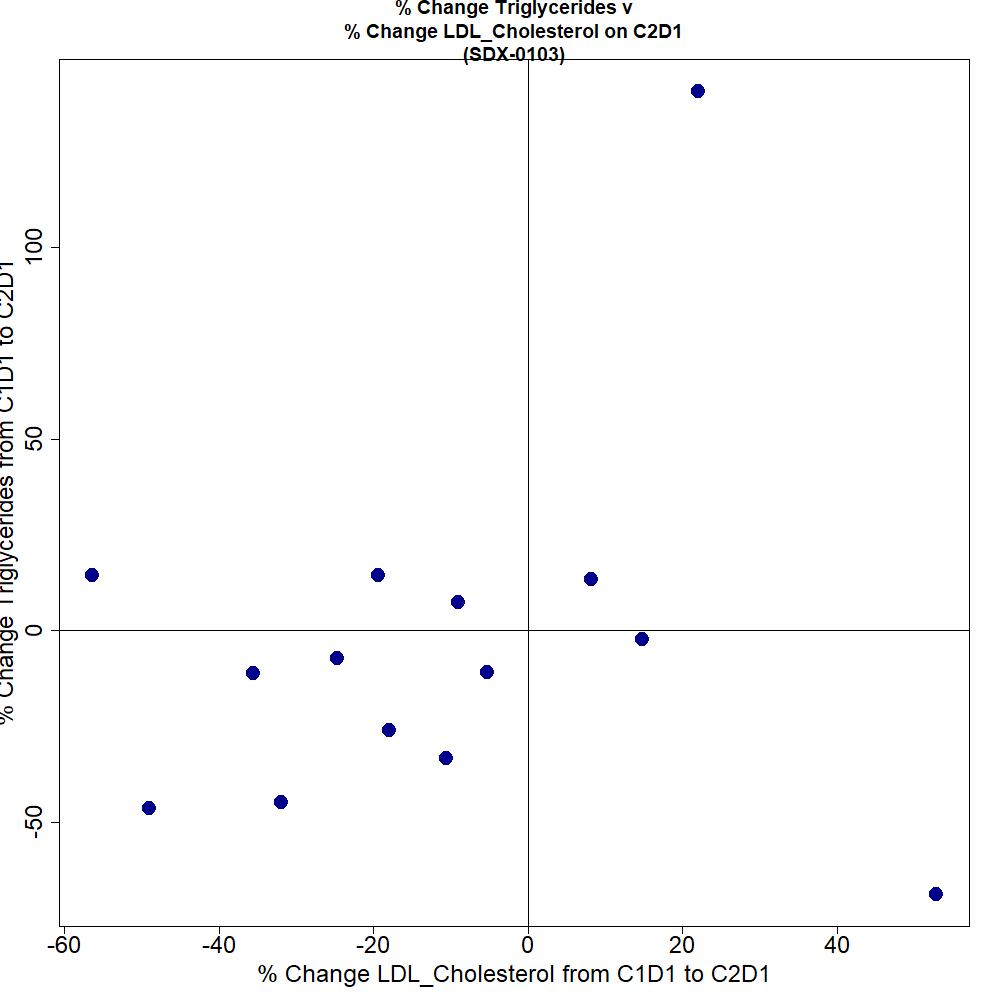 % Change Triglycerides v
% Change LDL_Cholesterol on C2D1
(SDX-0103)
% Change Triglycerides from C1D1 to C2D1
100
50
0
-50
-60
-40
-20
0
20
40
% Change LDL_Cholesterol from C1D1 to C2D1